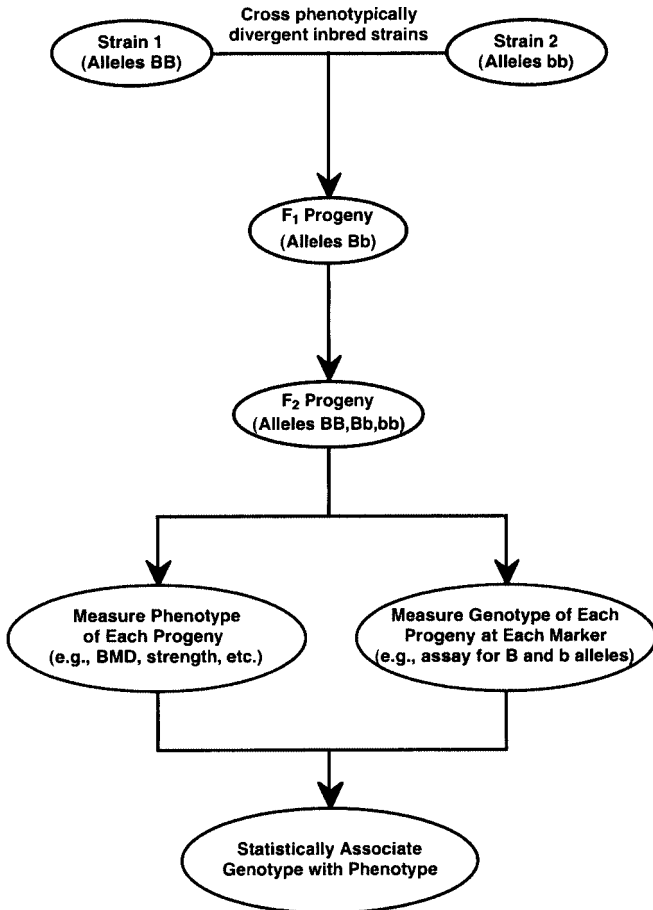 Cross phenotypically
divergent inbred strains
Strain 1
(Alleles BB)
Strain 2
(Alleles bb)
F₁ Progeny
(Alleles Bb)
F₂ Progeny
(Alleles BB,Bb,bb)
Measure Phenotype
of Each Progeny
(e.g., BMD, strength, etc.)
Measure Genotype of Each
Progeny at Each Marker
(e.g., assay for B and b alleles)
Statistically Associate
Genotype with Phenotype